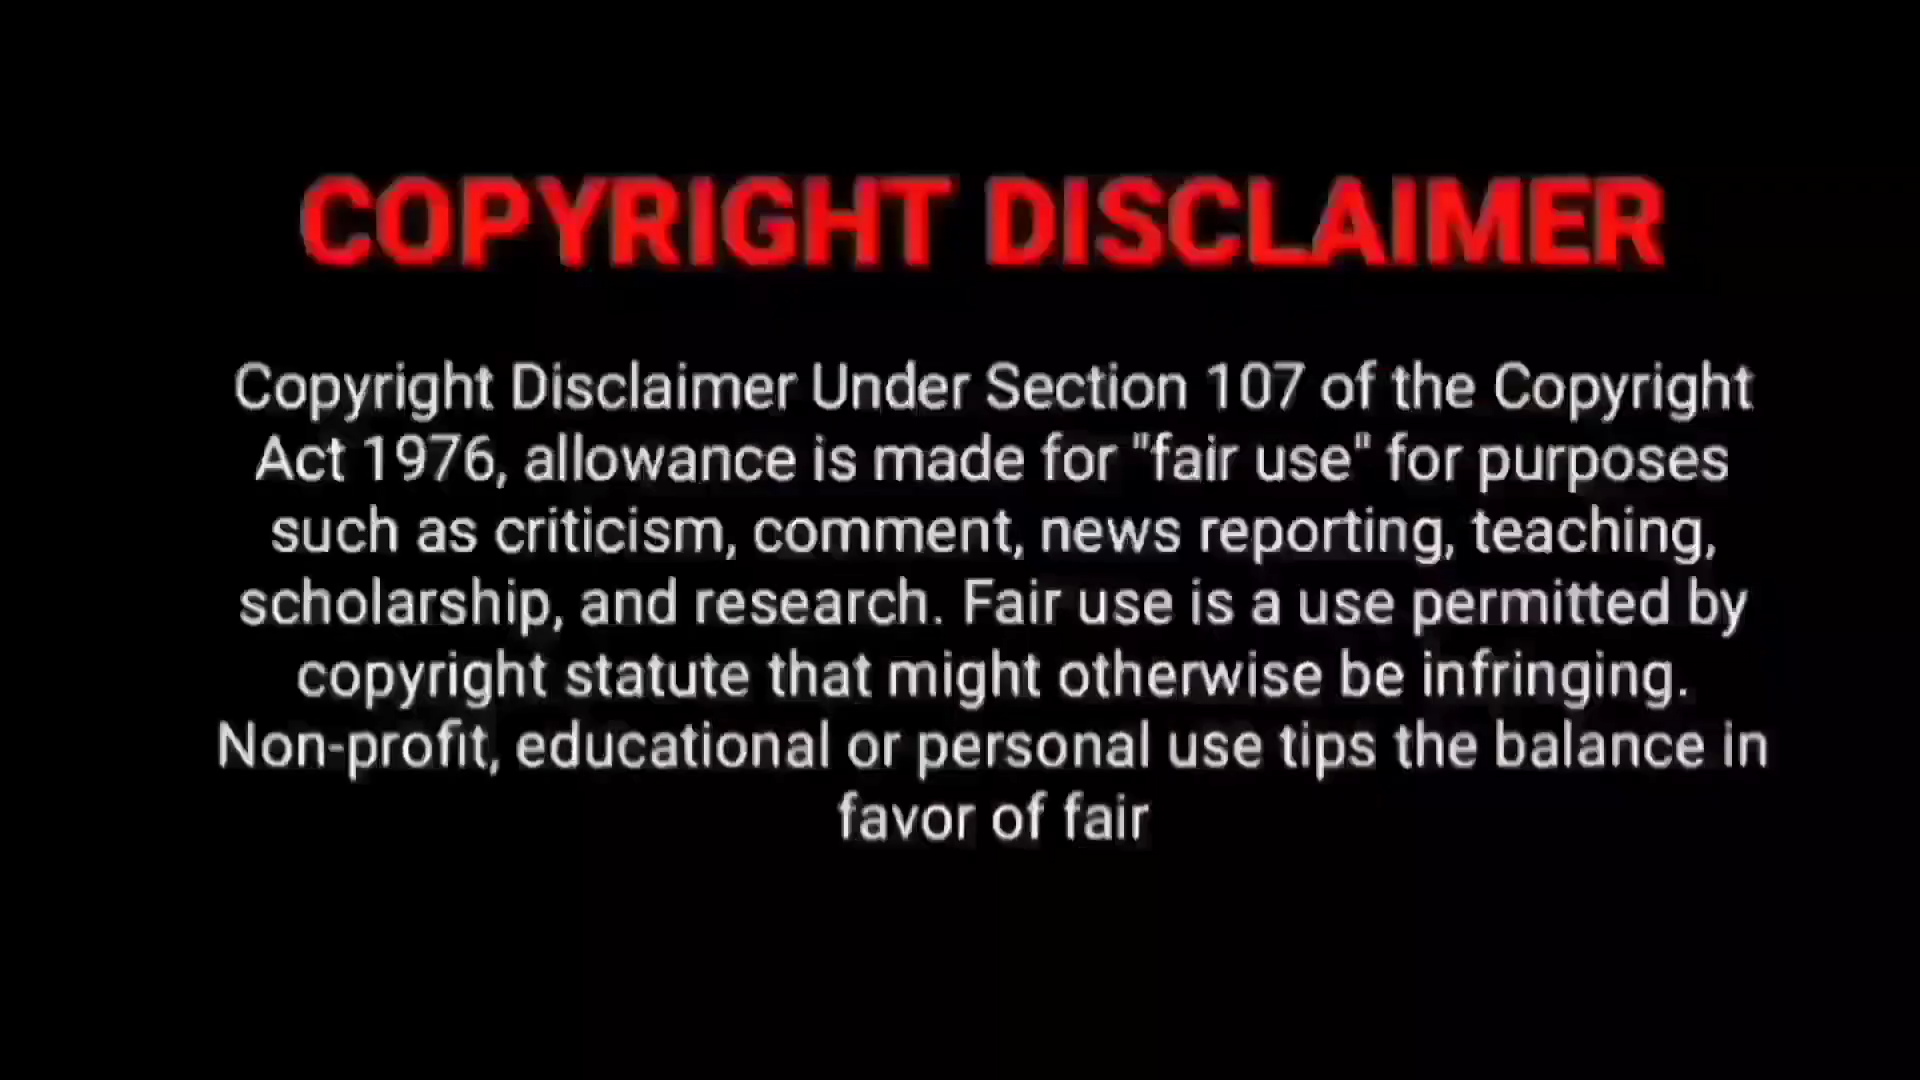 COPYRIGHT DISCLAIMER
Copyright Disclaimer Under Section 107 of the Copyright
Act 1976, allowance is made for "fair use" for purposes
such as criticism, comment, news reporting, teaching,
scholarship, and research. Fair use is a use permitted by
copyright statute that might otherwise be infringing.
Non-profit, educational or personal use tips the balance in
favor of fair